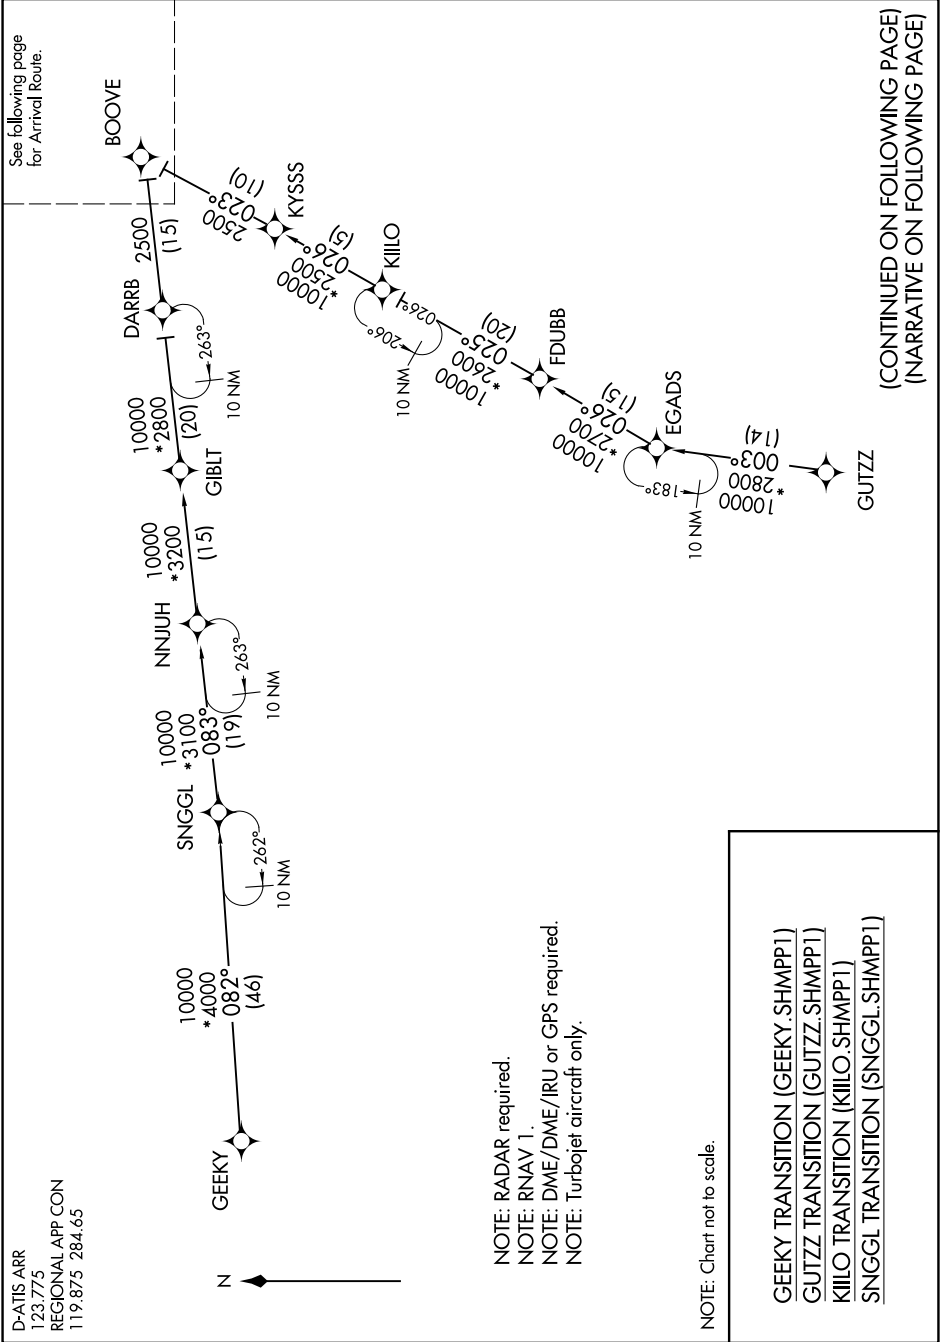 D-ATIS ARR
123.775
REGIONAL APP CON
119.875 284.65
See following page
for Arrival Route.
N
GEEKY
10000
*4000
082°
(46)
262°
10 NM
SNGGL
10000
*3100
083°
(19)
263°
10 NM
NNJUH
10000
*3200
(15)
GIBLT
10000
*2800
(20)
263°
10 NM
DARRB
2500
(15)
BOOVE
2500
023°
(10)
KYSSS
10000
*2500
026°
(5)
KIILO
206°
026°
10 NM
10000
*2600
025°
(20)
FDUBB
10000
*2700
026°
(15)
EGADS
183°
10 NM
10000
*2800
003°
(14)
GUTZZ
NOTE: RADAR required.
NOTE: RNAV 1.
NOTE: DME/DME/IRU or GPS required.
NOTE: Turbojet aircraft only.
NOTE: Chart not to scale.
GEEKY TRANSITION (GEEKY.SHMPP1)
GUTZZ TRANSITION (GUTZZ.SHMPP1)
KIILO TRANSITION (KIILO.SHMPP1)
SNGGL TRANSITION (SNGGL.SHMPP1)
(CONTINUED ON FOLLOWING PAGE)
(NARRATIVE ON FOLLOWING PAGE)